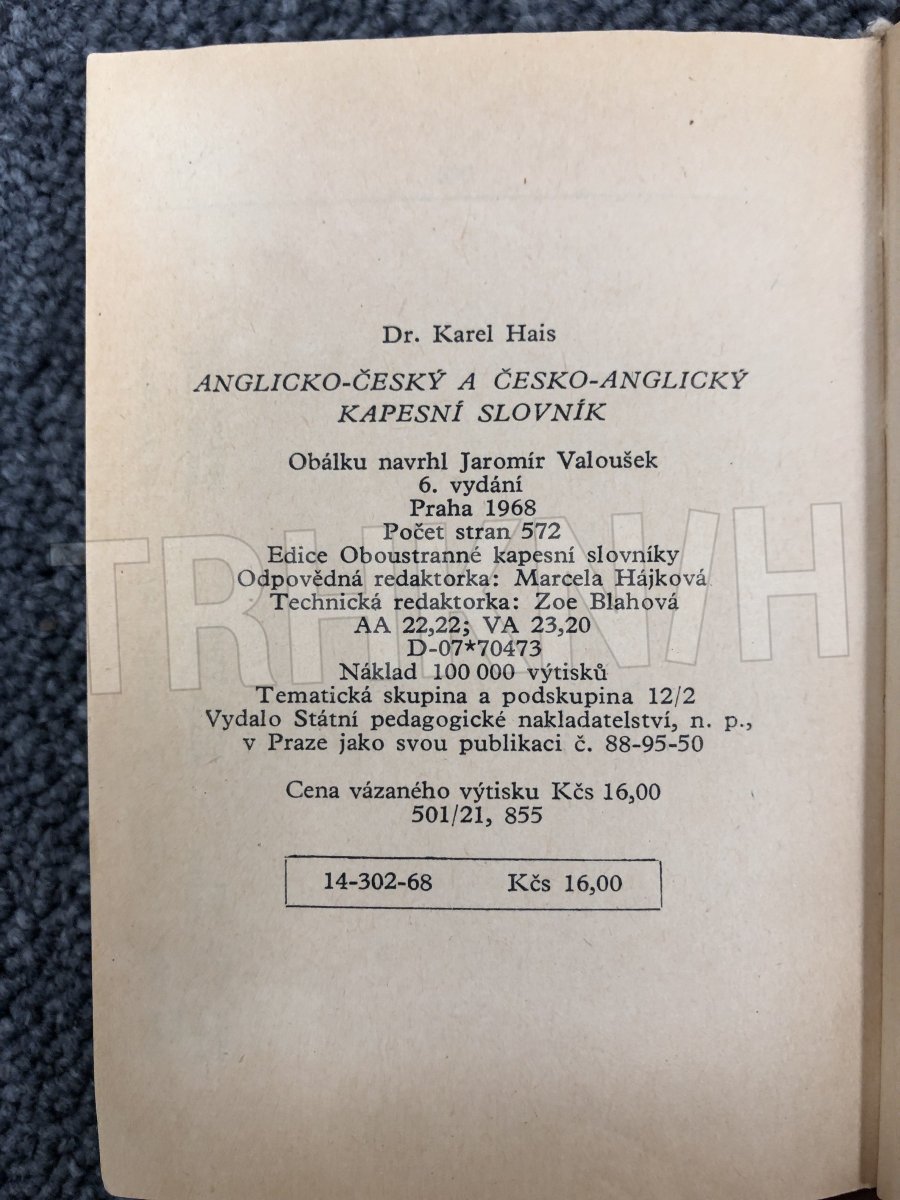 Dr. Karel Hais
ANGLICKO-ČESKÝ A ČESKO-ANGLICKÝ
KAPESNÍ SLOVNÍK
Obálku navrhl Jaromír Valoušek
6. vydání
Praha 1968
Počet stran 572
Edice Oboustranné kapesní slovníky
Odpovědná redaktorka: Marcela Hájková
Technická redaktorka: Zoe Blahová
AA 22,22; VA 23,20
D-07*70473
Náklad 100 000 výtisků
Tematická skupina a podskupina 12/2
Vydalo Státní pedagogické nakladatelství, n. p.,
v Praze jako svou publikaci č. 88-95-50
Cena vázaného výtisku Kčs 16,00
501/21, 855
14-302-68 Kčs 16,00
TRHKNIH